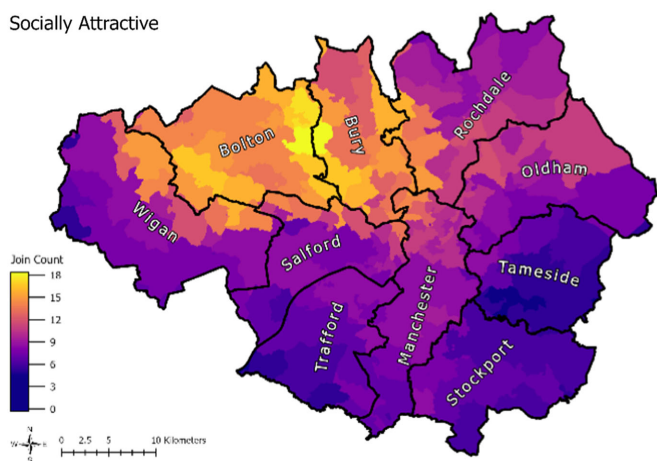 Socially Attractive
Bolton
Bury
Rochdale
Oldham
Wigan
Salford
Tameside
Manchester
Trafford
Stockport
Join Count
18
15
12
9
6
3
0
N
W E
S
0 2.5 5 10 Kilometers